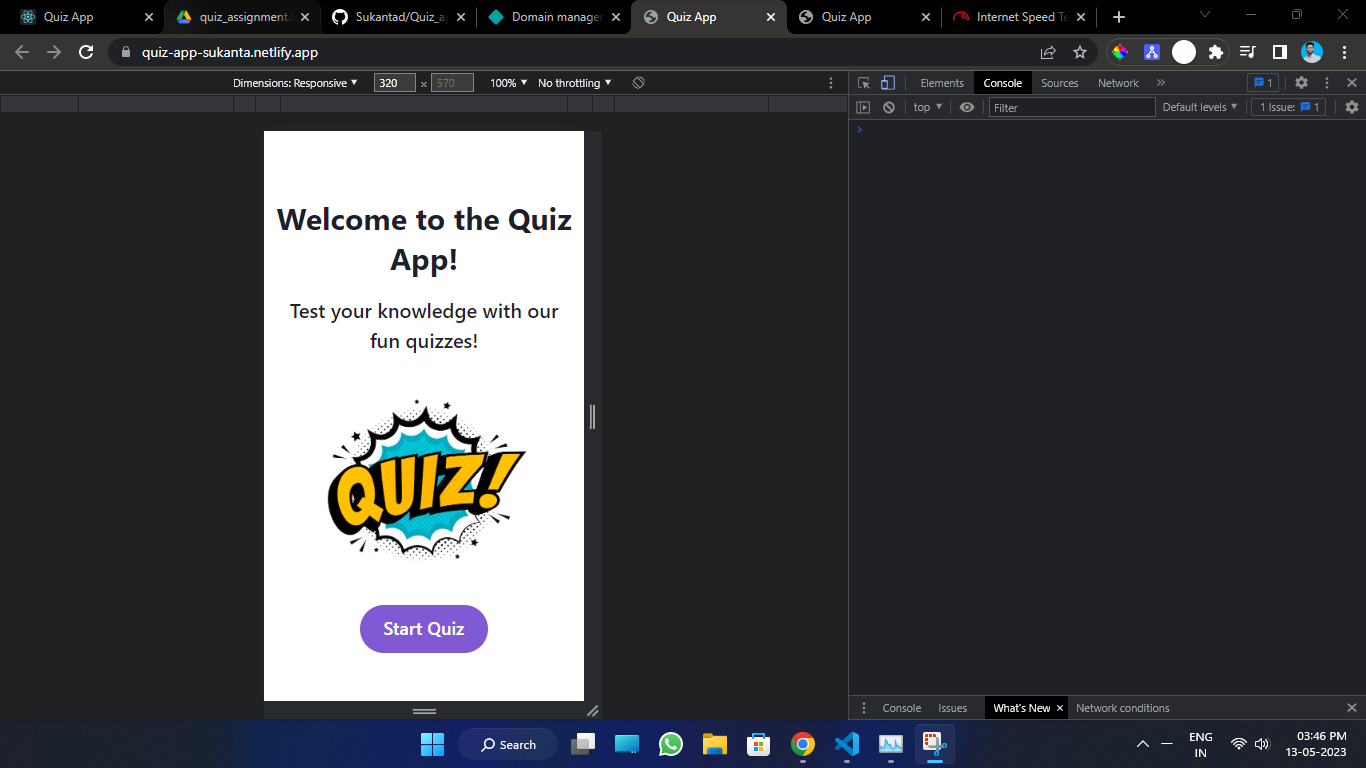 Quiz App
quiz_assignment.
Sukantad/Quiz_a
Domain manage
Quiz App
Quiz App
Internet Speed Te
quiz-app-sukanta.netlify.app
Dimensions: Responsive
320
×
570
100%
No throttling
Elements
Console
Sources
Network
»
1
top
Filter
Default levels
1 Issue:
1
Welcome to the Quiz
App!
Test your knowledge with our
fun quizzes!
QUIZ!
Start Quiz
Console
Issues
What's New
Network conditions
Search
ENG
IN
03:46 PM
13-05-2023